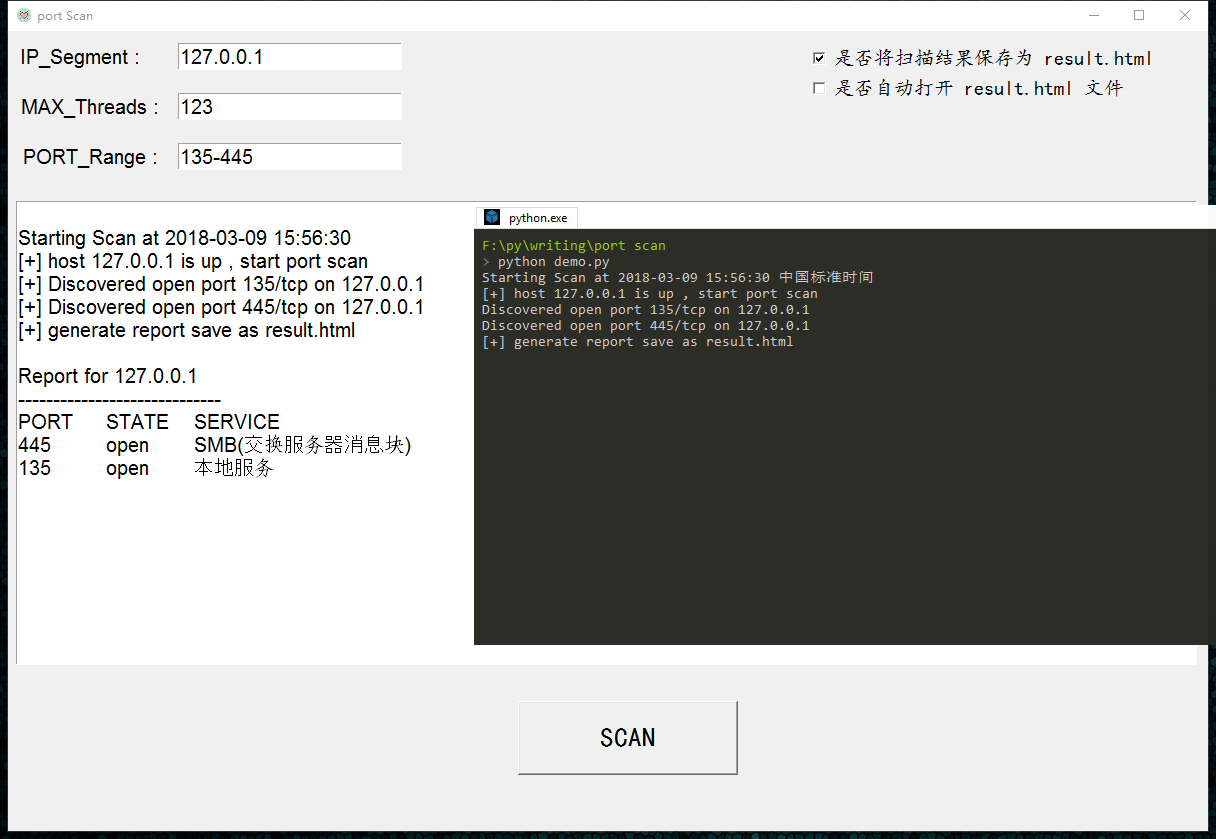 port Scan
IP_Segment :
127.0.0.1
是否将扫描结果保存为 result.html
是否自动打开 result.html 文件
MAX_Threads :
123
PORT_Range :
135-445
Starting Scan at 2018-03-09 15:56:30
[+] host 127.0.0.1 is up , start port scan
[+] Discovered open port 135/tcp on 127.0.0.1
[+] Discovered open port 445/tcp on 127.0.0.1
[+] generate report save as result.html
Report for 127.0.0.1
-----------------------------
PORT STATE SERVICE
445 open SMB(交换服务器消息块)
135 open 本地服务
python.exe
F:\py\writing\port scan
> python demo.py
Starting Scan at 2018-03-09 15:56:30 中国标准时间
[+] host 127.0.0.1 is up , start port scan
Discovered open port 135/tcp on 127.0.0.1
Discovered open port 445/tcp on 127.0.0.1
[+] generate report save as result.html
SCAN